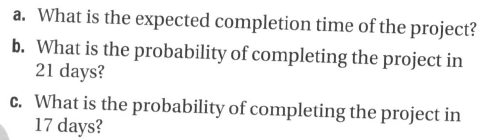 a. What is the expected completion time of the project?
b. What is the probability of completing the project in
21 days?
c. What is the probability of completing the project in
17 days?